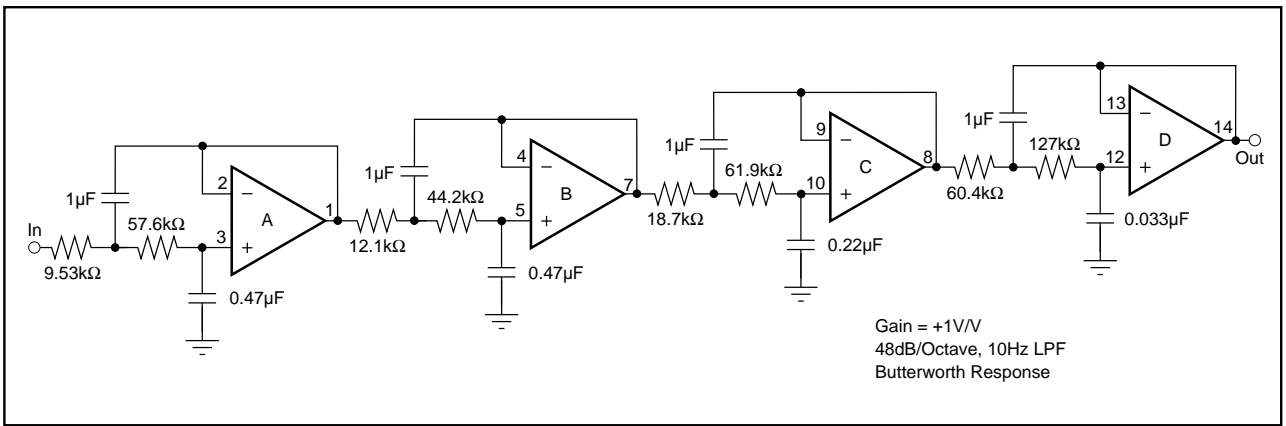 In
9.53kΩ
57.6kΩ
1µF
2
3
−
+
A
1
0.47µF
12.1kΩ
44.2kΩ
1µF
4
5
−
+
B
7
0.47µF
18.7kΩ
61.9kΩ
1µF
9
10
−
+
C
8
0.22µF
60.4kΩ
127kΩ
1µF
13
12
−
+
D
14
Out
0.033µF
Gain = +1V/V
48dB/Octave, 10Hz LPF
Butterworth Response